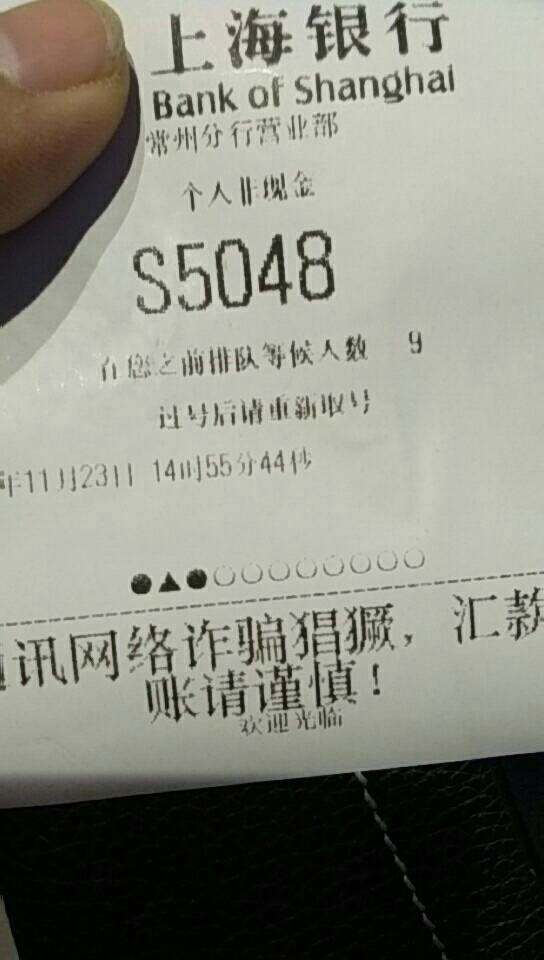 上海银行
Bank of Shanghai
常州分行营业部
个人非现金
S5048
在您之前排队等候人数 9
过号后请重新取号
年11月23日 14时55分44秒
通讯网络诈骗猖獗，汇款
账请谨慎！
欢迎光临